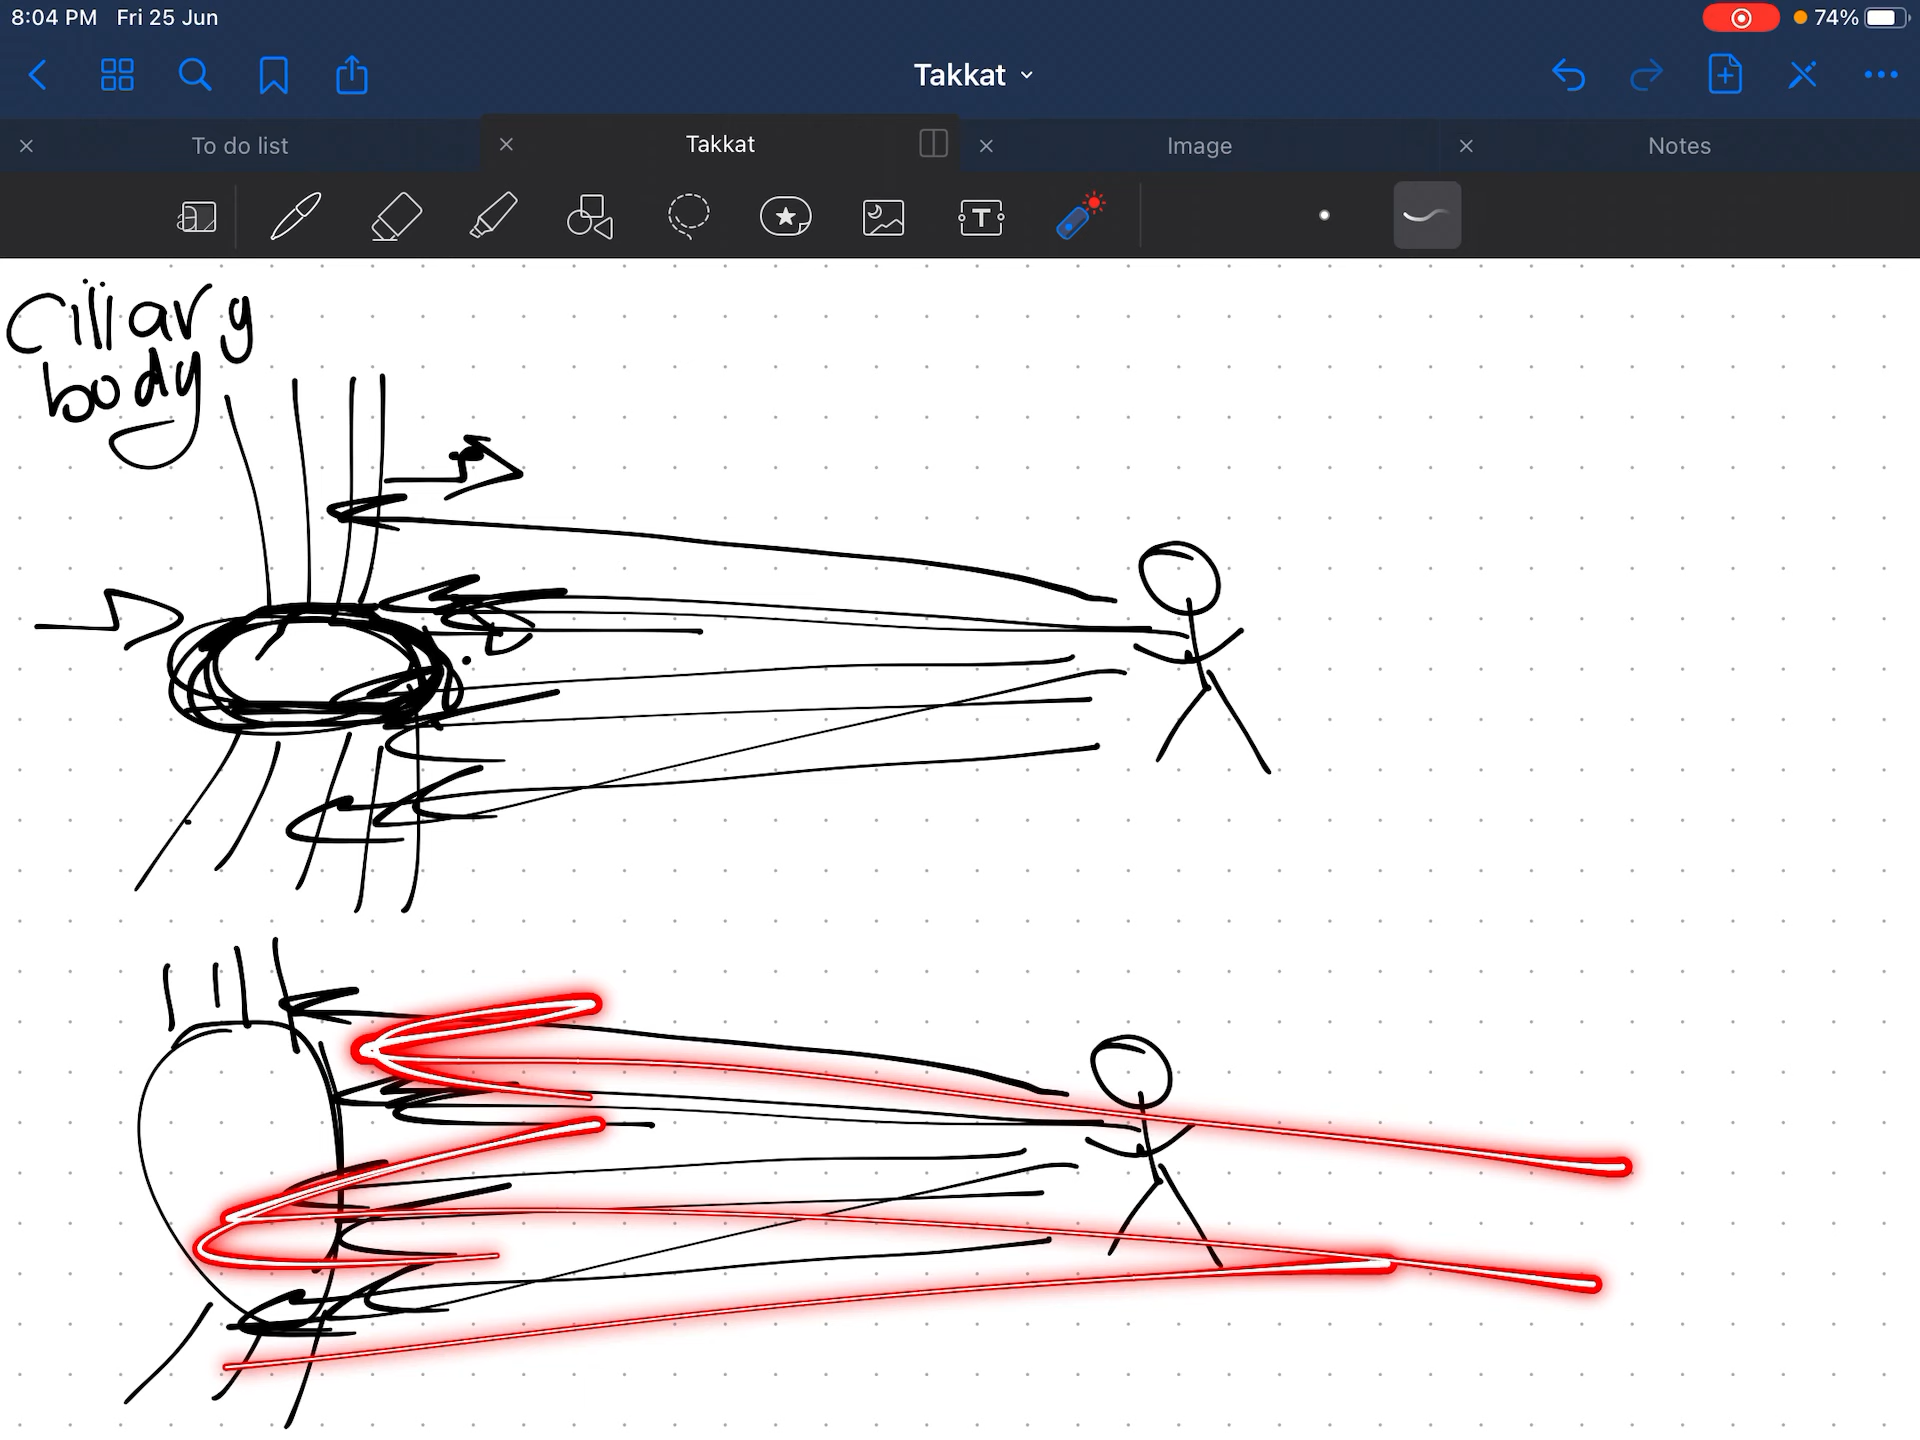 8:04 PM Fri 25 Jun
74%
Takkat
To do list
Takkat
Image
Notes
a
T
Ciliary
body